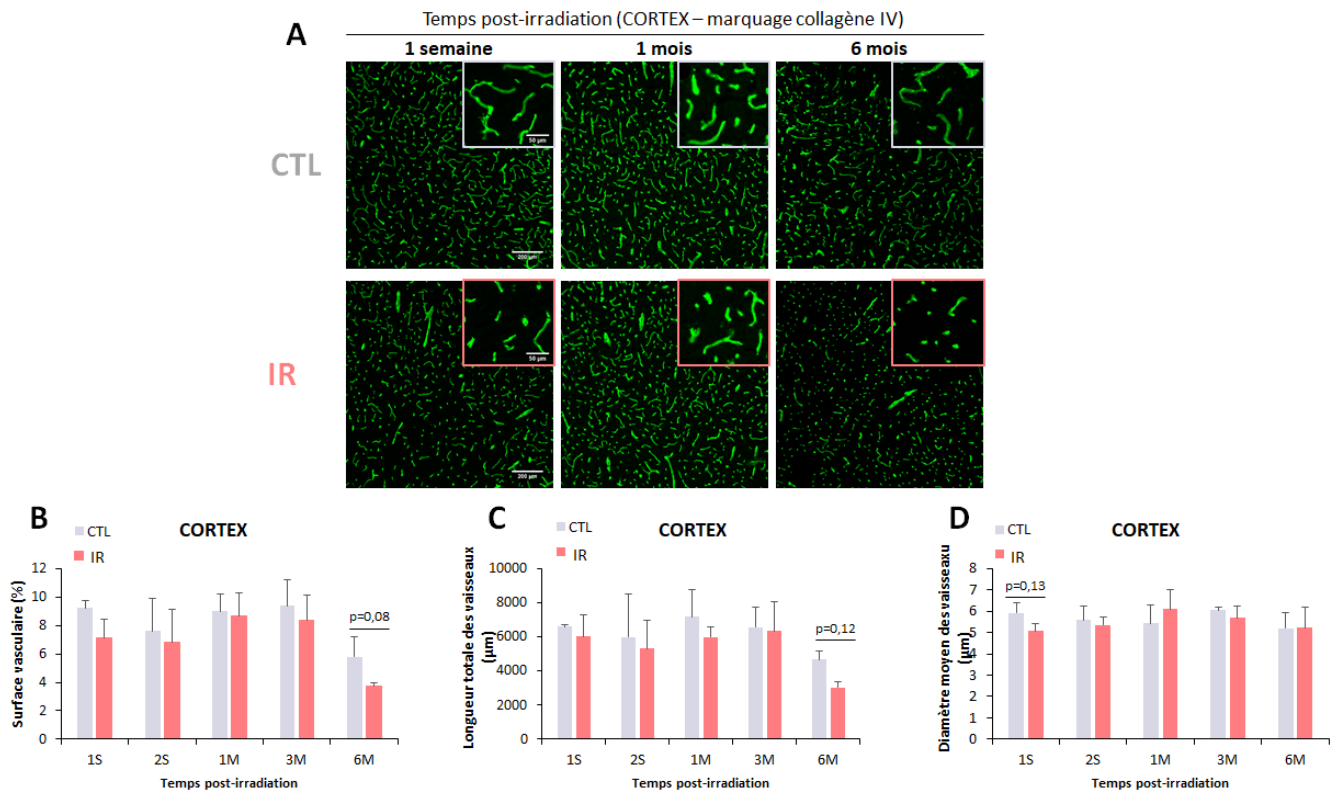 Temps post-irradiation (CORTEX – marquage collagène IV)
A
1 semaine 1 mois 6 mois
CTL
50 µm
200 µm
IR
50 µm
200 µm
B
CTL
IR
CORTEX
Surface vasculaire (%)
12
10
8
6
4
2
0
p=0,08
1S 2S 1M 3M 6M
Temps post-irradiation
C
CTL
IR
CORTEX
Longueur totale des vaisseaux
(µm)
10000
8000
6000
4000
2000
0
p=0,12
1S 2S 1M 3M 6M
Temps post-irradiation
D
CTL
IR
CORTEX
Diamètre moyen des vaiseaxu
(µm)
8
7
6
5
4
3
2
1
0
p=0,13
1S 2S 1M 3M 6M
Temps post-irradiation